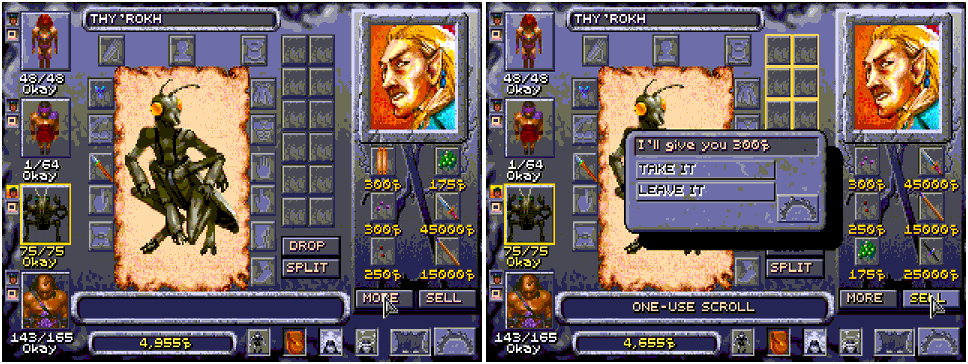 THY 'ROKH
48/48
Okay
1/64
Okay
75/75
Okay
143/165
Okay
300$ 175$
300$ 45000$
250$ 15000$
DROP
SPLIT
MORE SELL
4,955$
THY 'ROKH
48/48
Okay
1/64
Okay
75/75
Okay
143/165
Okay
I'll give you 300$
TAKE IT
LEAVE IT
300$ 45000$
250$ 15000$
175$ 25000$
SPLIT
ONE-USE SCROLL
MORE SELL
4,655$